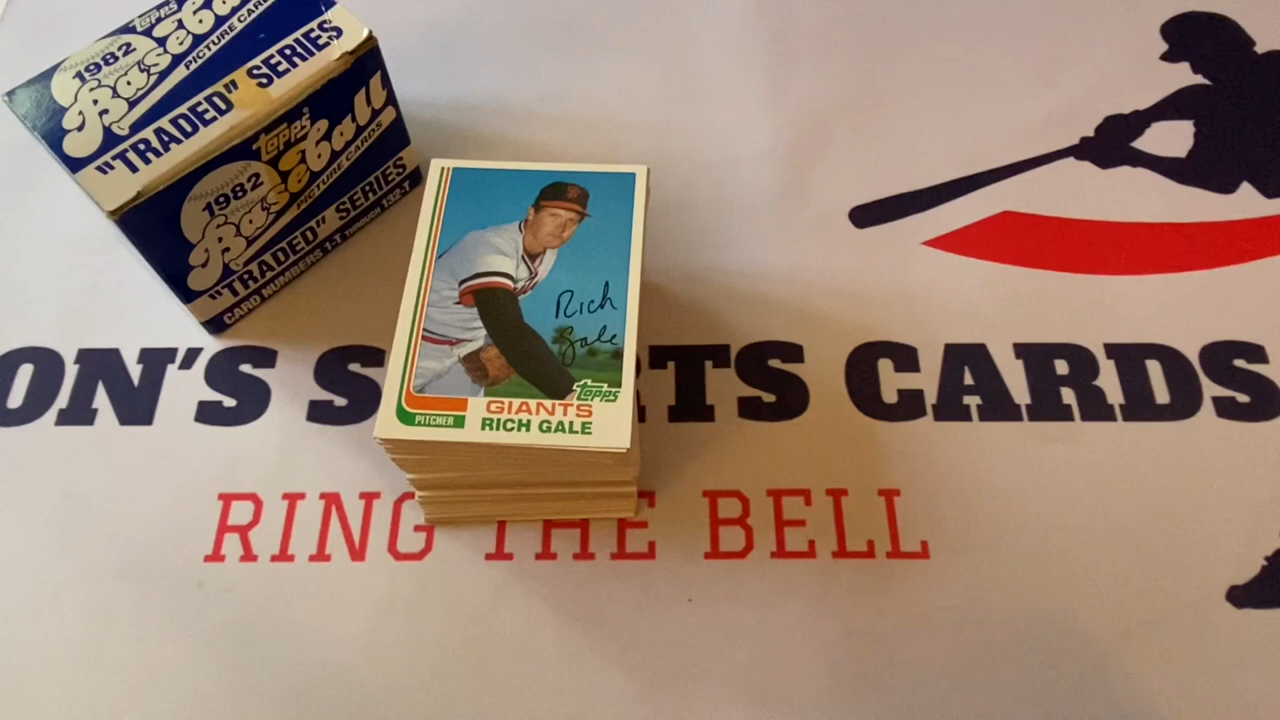 topps
1982
Baseball
PICTURE CARDS
"TRADED" SERIES
topps
1982
Baseball
PICTURE CARDS
"TRADED" SERIES
CARD NUMBERS 1-T THROUGH 132-T
Rich
Gale
topps
GIANTS
PITCHER
RICH GALE
ON'S SPORTS CARDS
RING THE BELL